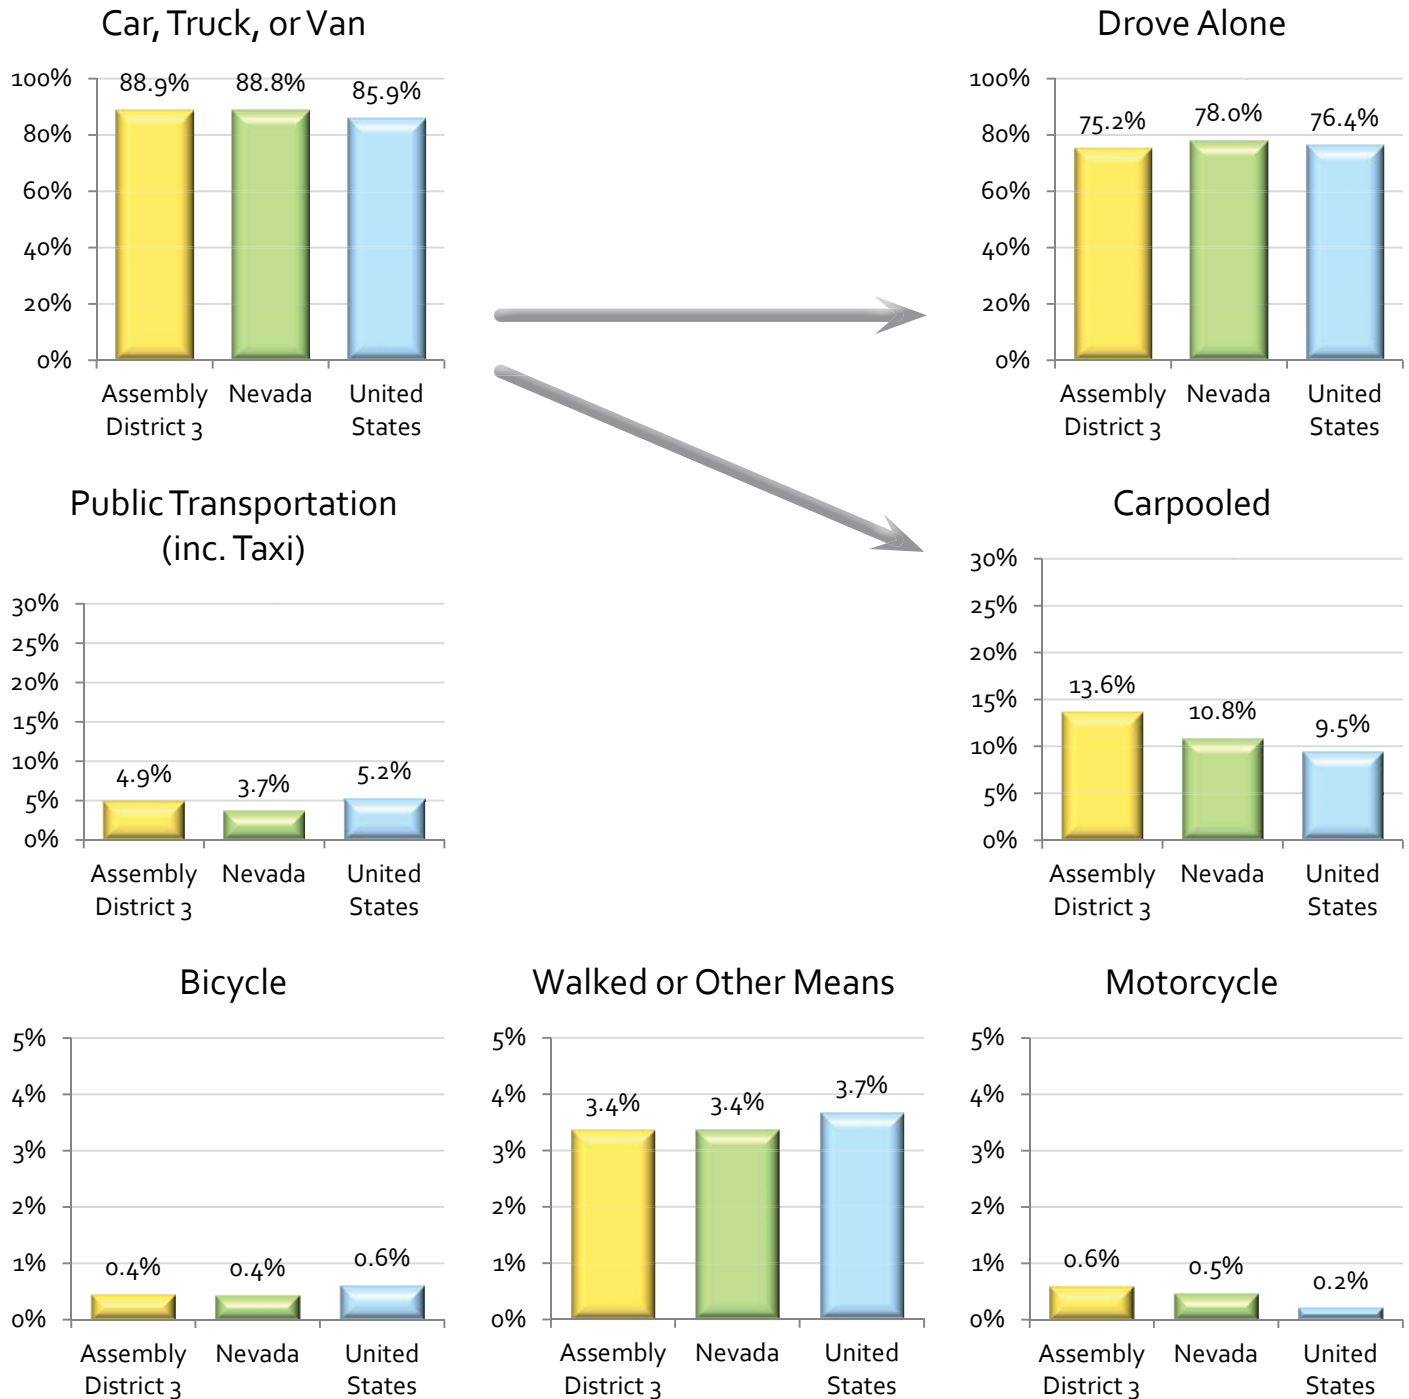 Car, Truck, or Van
100%
80%
60%
40%
20%
0%
88.9%
88.8%
85.9%
Assembly
District 3
Nevada
United
States
Drove Alone
100%
80%
60%
40%
20%
0%
75.2%
78.0%
76.4%
Assembly
District 3
Nevada
United
States
Public Transportation
(inc. Taxi)
30%
25%
20%
15%
10%
5%
0%
4.9%
3.7%
5.2%
Assembly
District 3
Nevada
United
States
Carpooled
30%
25%
20%
15%
10%
5%
0%
13.6%
10.8%
9.5%
Assembly
District 3
Nevada
United
States
Bicycle
5%
4%
3%
2%
1%
0%
0.4%
0.4%
0.6%
Assembly
District 3
Nevada
United
States
Walked or Other Means
5%
4%
3%
2%
1%
0%
3.4%
3.4%
3.7%
Assembly
District 3
Nevada
United
States
Motorcycle
5%
4%
3%
2%
1%
0%
0.6%
0.5%
0.2%
Assembly
District 3
Nevada
United
States